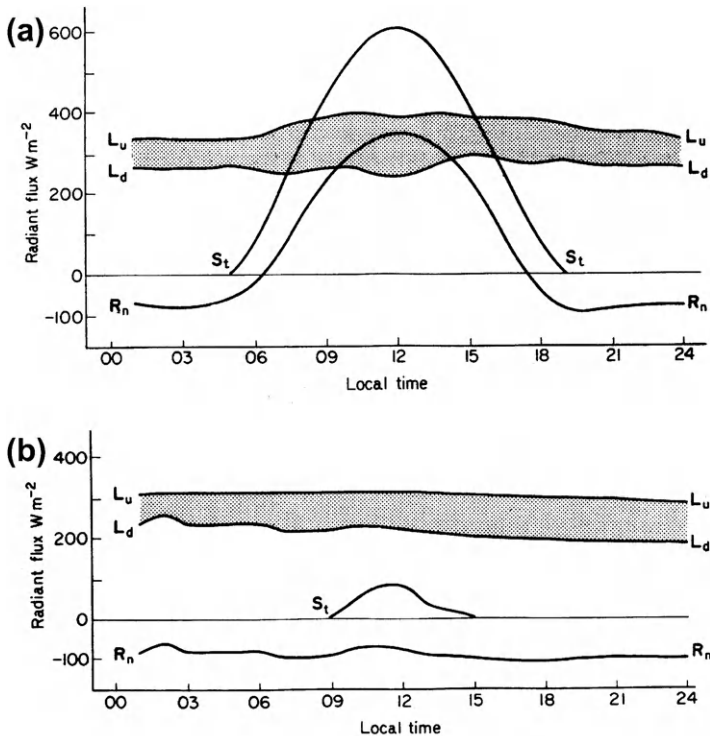 (a)
600
400
200
0
-100
Radiant flux W m⁻²
Lu
Ld
St
Rn
Lu
Ld
St
Rn
00 03 06 09 12 15 18 21 24
Local time
(b)
400
200
0
-100
Radiant flux W m⁻²
Lu
Ld
St
Rn
Lu
Ld
Rn
00 03 06 09 12 15 18 21 24
Local time